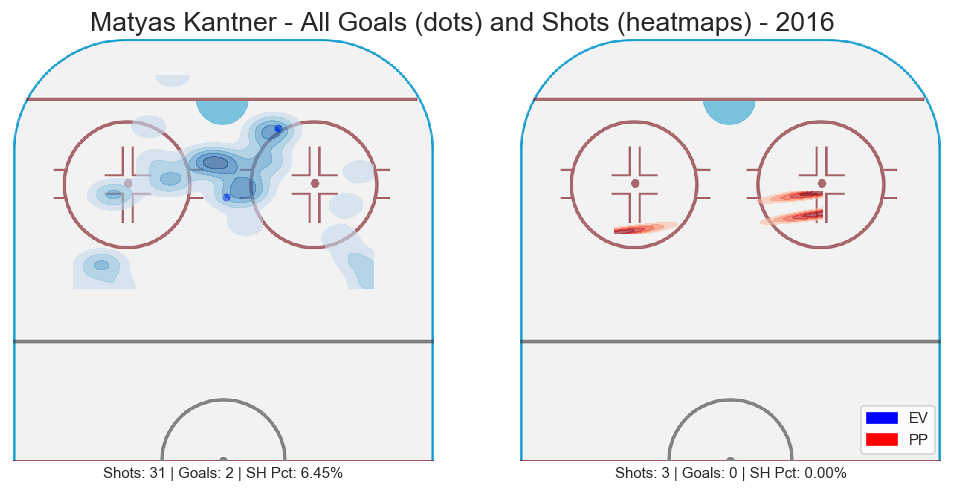 Matyas Kantner - All Goals (dots) and Shots (heatmaps) - 2016
EV
PP
Shots: 31 | Goals: 2 | SH Pct: 6.45%
Shots: 3 | Goals: 0 | SH Pct: 0.00%